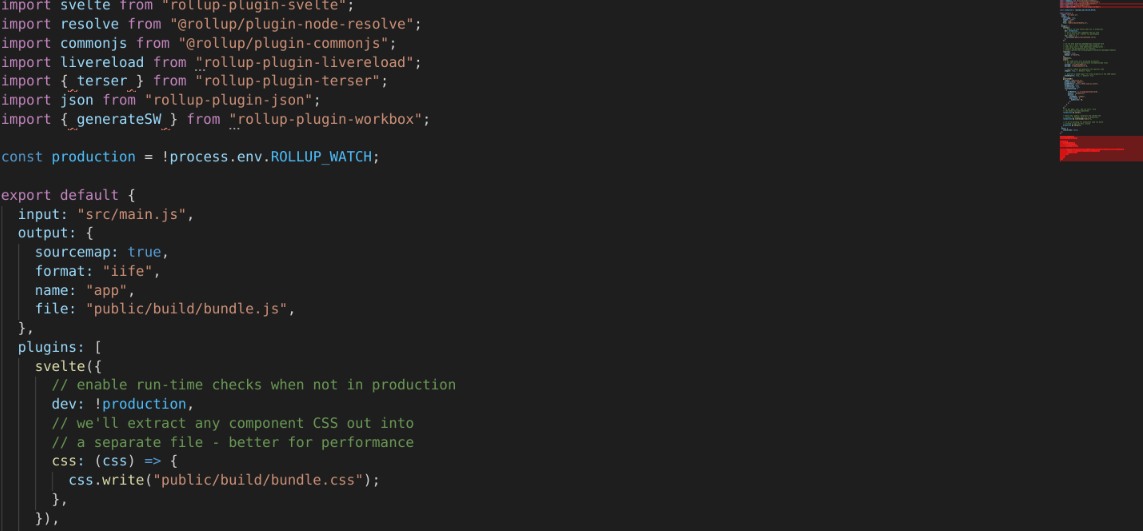 import svelte from "rollup-plugin-svelte";
import resolve from "@rollup/plugin-node-resolve";
import commonjs from "@rollup/plugin-commonjs";
import livereload from "rollup-plugin-livereload";
import { terser } from "rollup-plugin-terser";
import json from "rollup-plugin-json";
import { generateSW } from "rollup-plugin-workbox";

const production = !process.env.ROLLUP_WATCH;

export default {
  input: "src/main.js",
  output: {
    sourcemap: true,
    format: "iife",
    name: "app",
    file: "public/build/bundle.js",
  },
  plugins: [
    svelte({
      // enable run-time checks when not in production
      dev: !production,
      // we'll extract any component CSS out into
      // a separate file - better for performance
      css: (css) => {
        css.write("public/build/bundle.css");
      },
    }),